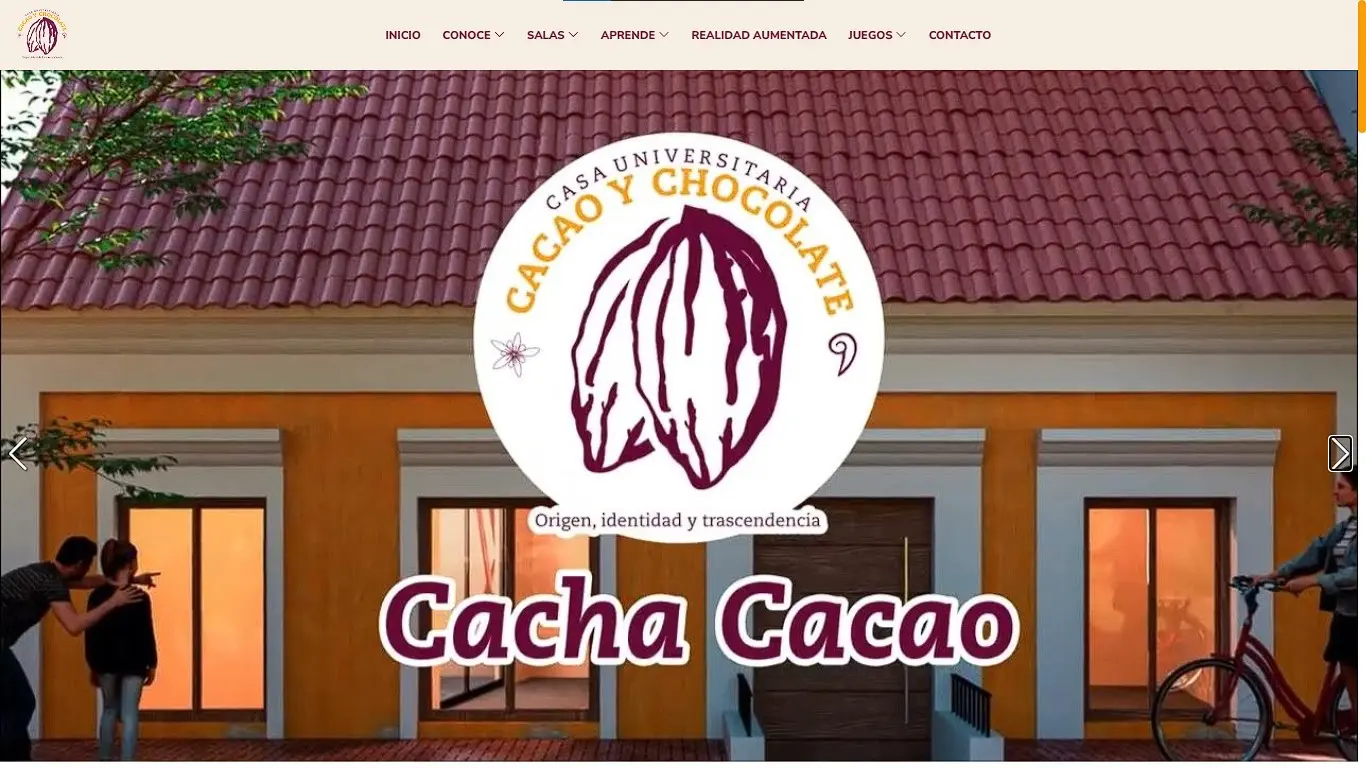 INICIO
CONOCE
SALAS
APRENDE
REALIDAD AUMENTADA
JUEGOS
CONTACTO
CASA UNIVERSITARIA
CACAO Y CHOCOLATE
Origen, identidad y trascendencia
Cacha Cacao